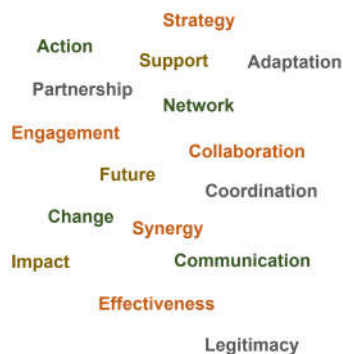 Strategy
Action
Support
Adaptation
Partnership
Network
Engagement
Collaboration
Future
Coordination
Change
Synergy
Impact
Communication
Effectiveness
Legitimacy